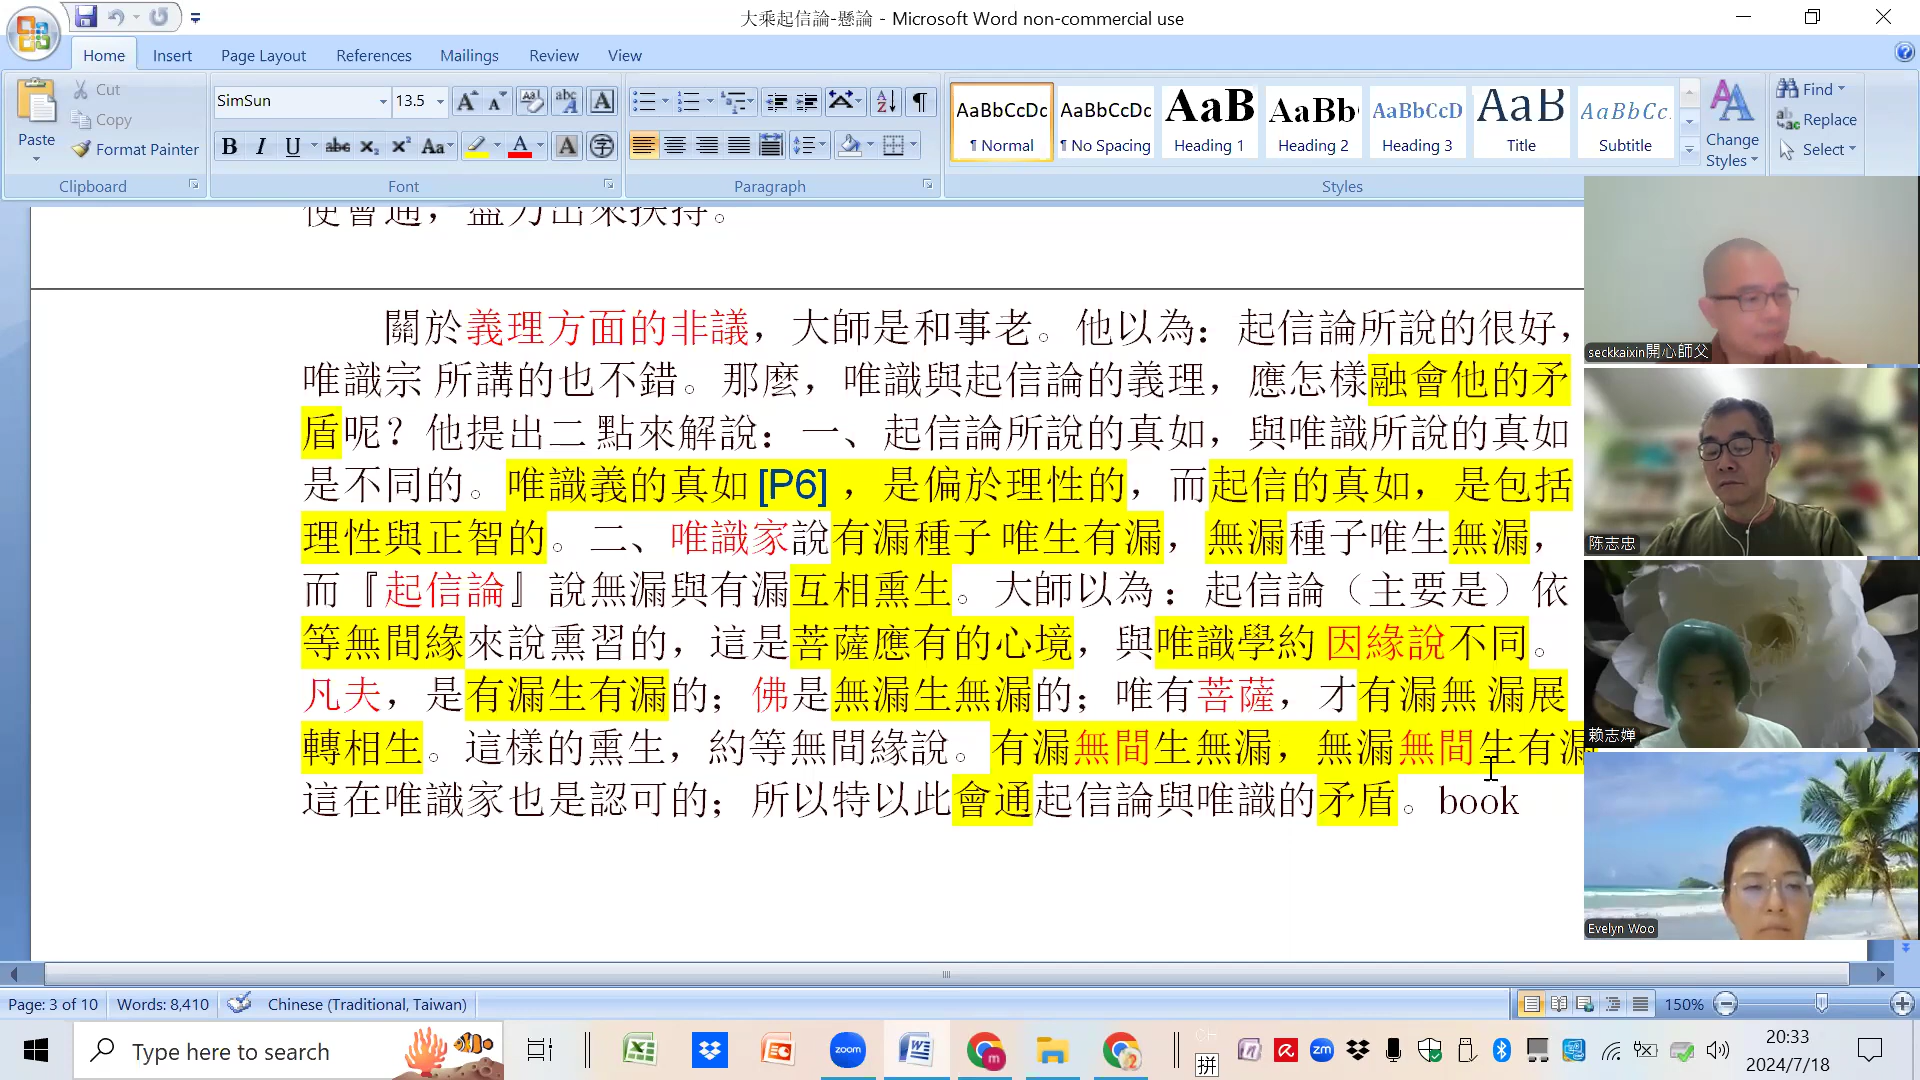 大乘起信論-懸論 - Microsoft Word non-commercial use
Home Insert Page Layout References Mailings Review View
Paste
Cut
Copy
Format Painter
Clipboard
SimSun 13.5
Font
Paragraph
AaBbCcDc AaBbCcDc AaB AaBb( AaBbCcD AaB AaBbCc.
¶ Normal ¶ No Spacing Heading 1 Heading 2 Heading 3 Title Subtitle
Change Styles
Styles
Find
Replace
Select
使會通，盡力出來扶持。
關於義理方面的非議，大師是和事老。他以為：起信論所說的很好，
唯識宗 所講的也不錯。那麼，唯識與起信論的義理，應怎樣融會他的矛
盾呢？他提出二 點來解說：一、起信論所說的真如，與唯識所說的真如
是不同的。唯識義的真如 [P6] ，是偏於理性的，而起信的真如，是包括
理性與正智的。二、唯識家說有漏種子 唯生有漏，無漏種子唯生無漏，
而『起信論』說無漏與有漏互相熏生。大師以為：起信論（主要是）依
等無間緣來說熏習的，這是菩薩應有的心境，與唯識學約 因緣說不同。
凡夫，是有漏生有漏的；佛是無漏生無漏的；唯有菩薩，才有漏無 漏展
轉相生。這樣的熏生，約等無間緣說。有漏無間生無漏，無漏無間生有漏
這在唯識家也是認可的；所以特以此會通起信論與唯識的矛盾。book
seckkaixin開心師父
陈志忠
赖志婵
Evelyn Woo
Page: 3 of 10 Words: 8,410 Chinese (Traditional, Taiwan) 150%
Type here to search
zoom
zm
拼
20:33
2024/7/18